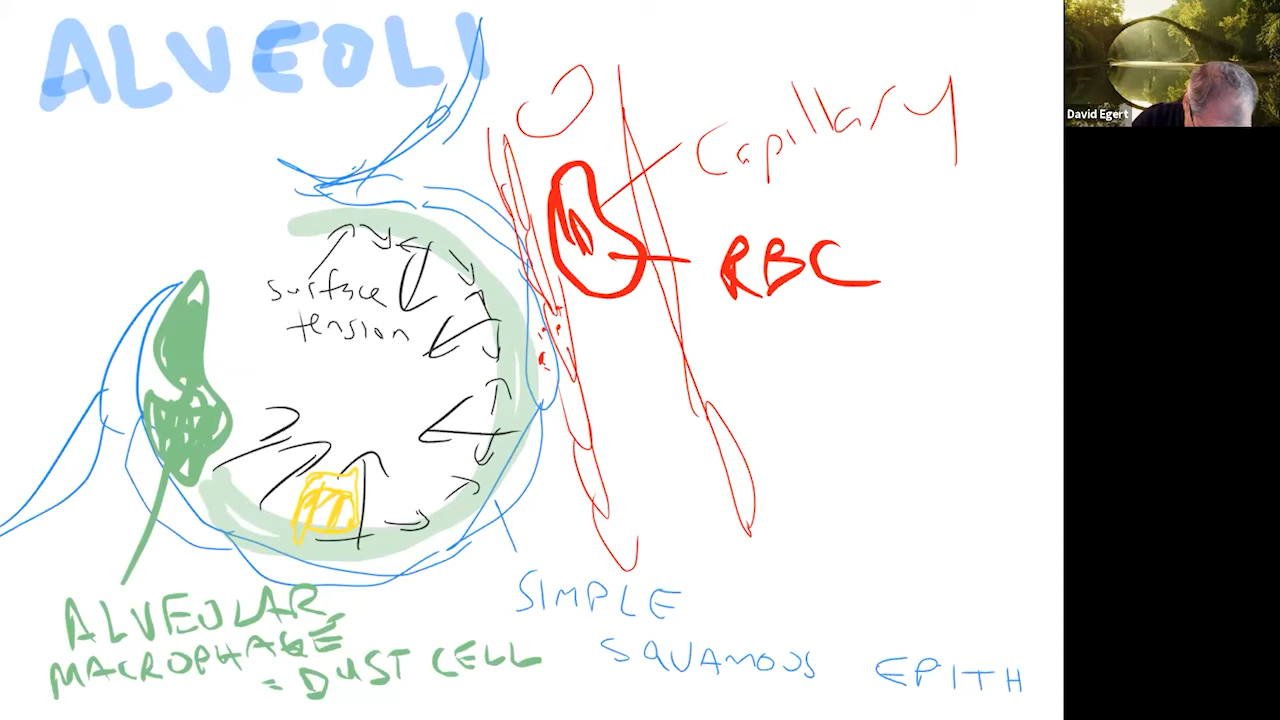 ALVEOLI
Capillary
RBC
surface
tension
SIMPLE
SQUAMOUS EPITH
ALVEOLAR
MACROPHAGE
= DUST CELL
David Egert